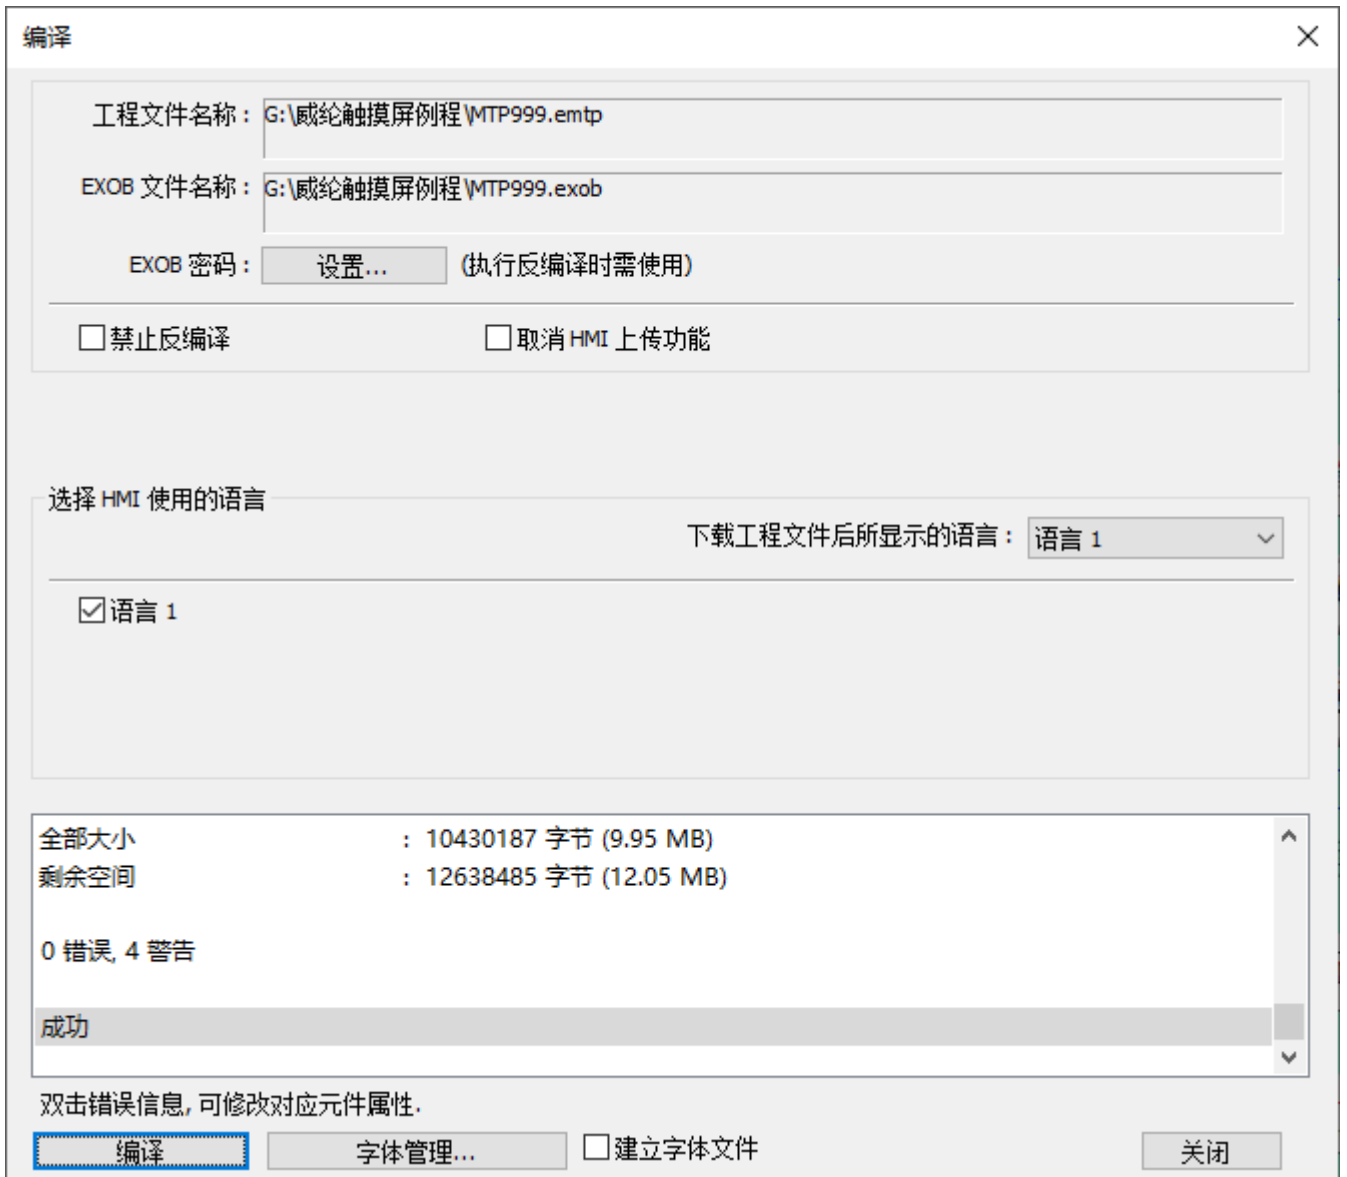 编译
工程文件名称：G:\威纶触摸屏例程\MTP999.emtp
EXOB 文件名称：G:\威纶触摸屏例程\MTP999.exob
EXOB 密码： 设置... (执行反编译时需使用)
禁止反编译 取消 HMI 上传功能
选择 HMI 使用的语言
下载工程文件后所显示的语言： 语言 1
语言 1
全部大小 : 10430187 字节 (9.95 MB)
剩余空间 : 12638485 字节 (12.05 MB)
0 错误, 4 警告
成功
双击错误信息, 可修改对应元件属性.
编译 字体管理... 建立字体文件 关闭